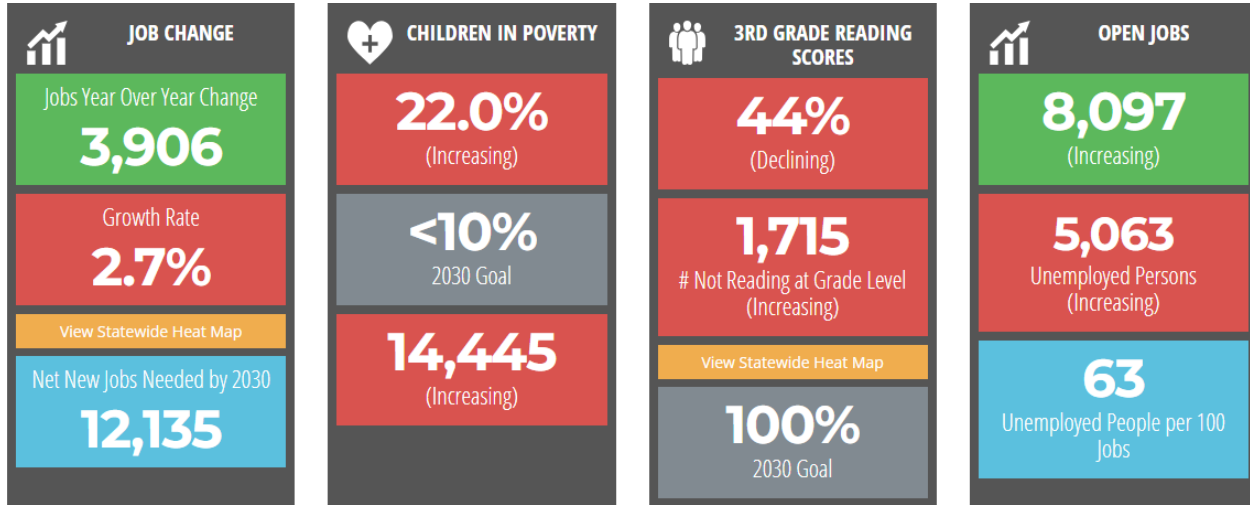 JOB CHANGE
Jobs Year Over Year Change
3,906
Growth Rate
2.7%
View Statewide Heat Map
Net New Jobs Needed by 2030
12,135
CHILDREN IN POVERTY
22.0%
(Increasing)
<10%
2030 Goal
14,445
(Increasing)
3RD GRADE READING
SCORES
44%
(Declining)
1,715
# Not Reading at Grade Level
(Increasing)
View Statewide Heat Map
100%
2030 Goal
OPEN JOBS
8,097
(Increasing)
5,063
Unemployed Persons
(Increasing)
63
Unemployed People per 100
Jobs